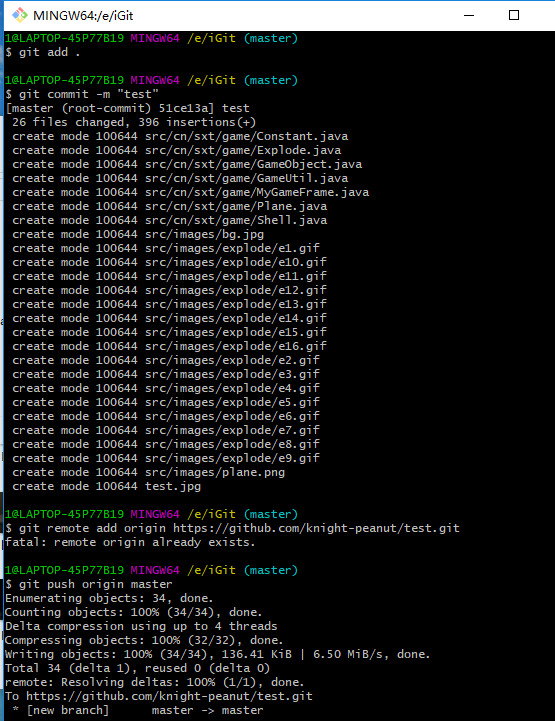 MINGW64:/e/iGit
1@LAPTOP-45P77B19 MINGW64 /e/iGit (master)
$ git add .
1@LAPTOP-45P77B19 MINGW64 /e/iGit (master)
$ git commit -m "test"
[master (root-commit) 51ce13a] test
 26 files changed, 396 insertions(+)
 create mode 100644 src/cn/sxt/game/Constant.java
 create mode 100644 src/cn/sxt/game/Explode.java
 create mode 100644 src/cn/sxt/game/GameObject.java
 create mode 100644 src/cn/sxt/game/GameUtil.java
 create mode 100644 src/cn/sxt/game/MyGameFrame.java
 create mode 100644 src/cn/sxt/game/Plane.java
 create mode 100644 src/cn/sxt/game/Shell.java
 create mode 100644 src/images/bg.jpg
 create mode 100644 src/images/explode/e1.gif
 create mode 100644 src/images/explode/e10.gif
 create mode 100644 src/images/explode/e11.gif
 create mode 100644 src/images/explode/e12.gif
 create mode 100644 src/images/explode/e13.gif
 create mode 100644 src/images/explode/e14.gif
 create mode 100644 src/images/explode/e15.gif
 create mode 100644 src/images/explode/e16.gif
 create mode 100644 src/images/explode/e2.gif
 create mode 100644 src/images/explode/e3.gif
 create mode 100644 src/images/explode/e4.gif
 create mode 100644 src/images/explode/e5.gif
 create mode 100644 src/images/explode/e6.gif
 create mode 100644 src/images/explode/e7.gif
 create mode 100644 src/images/explode/e8.gif
 create mode 100644 src/images/explode/e9.gif
 create mode 100644 src/images/plane.png
 create mode 100644 test.jpg
1@LAPTOP-45P77B19 MINGW64 /e/iGit (master)
$ git remote add origin https://github.com/knight-peanut/test.git
fatal: remote origin already exists.
1@LAPTOP-45P77B19 MINGW64 /e/iGit (master)
$ git push origin master
Enumerating objects: 34, done.
Counting objects: 100% (34/34), done.
Delta compression using up to 4 threads
Compressing objects: 100% (32/32), done.
Writing objects: 100% (34/34), 136.41 KiB | 6.50 MiB/s, done.
Total 34 (delta 1), reused 0 (delta 0)
remote: Resolving deltas: 100% (1/1), done.
To https://github.com/knight-peanut/test.git
 * [new branch]      master -> master